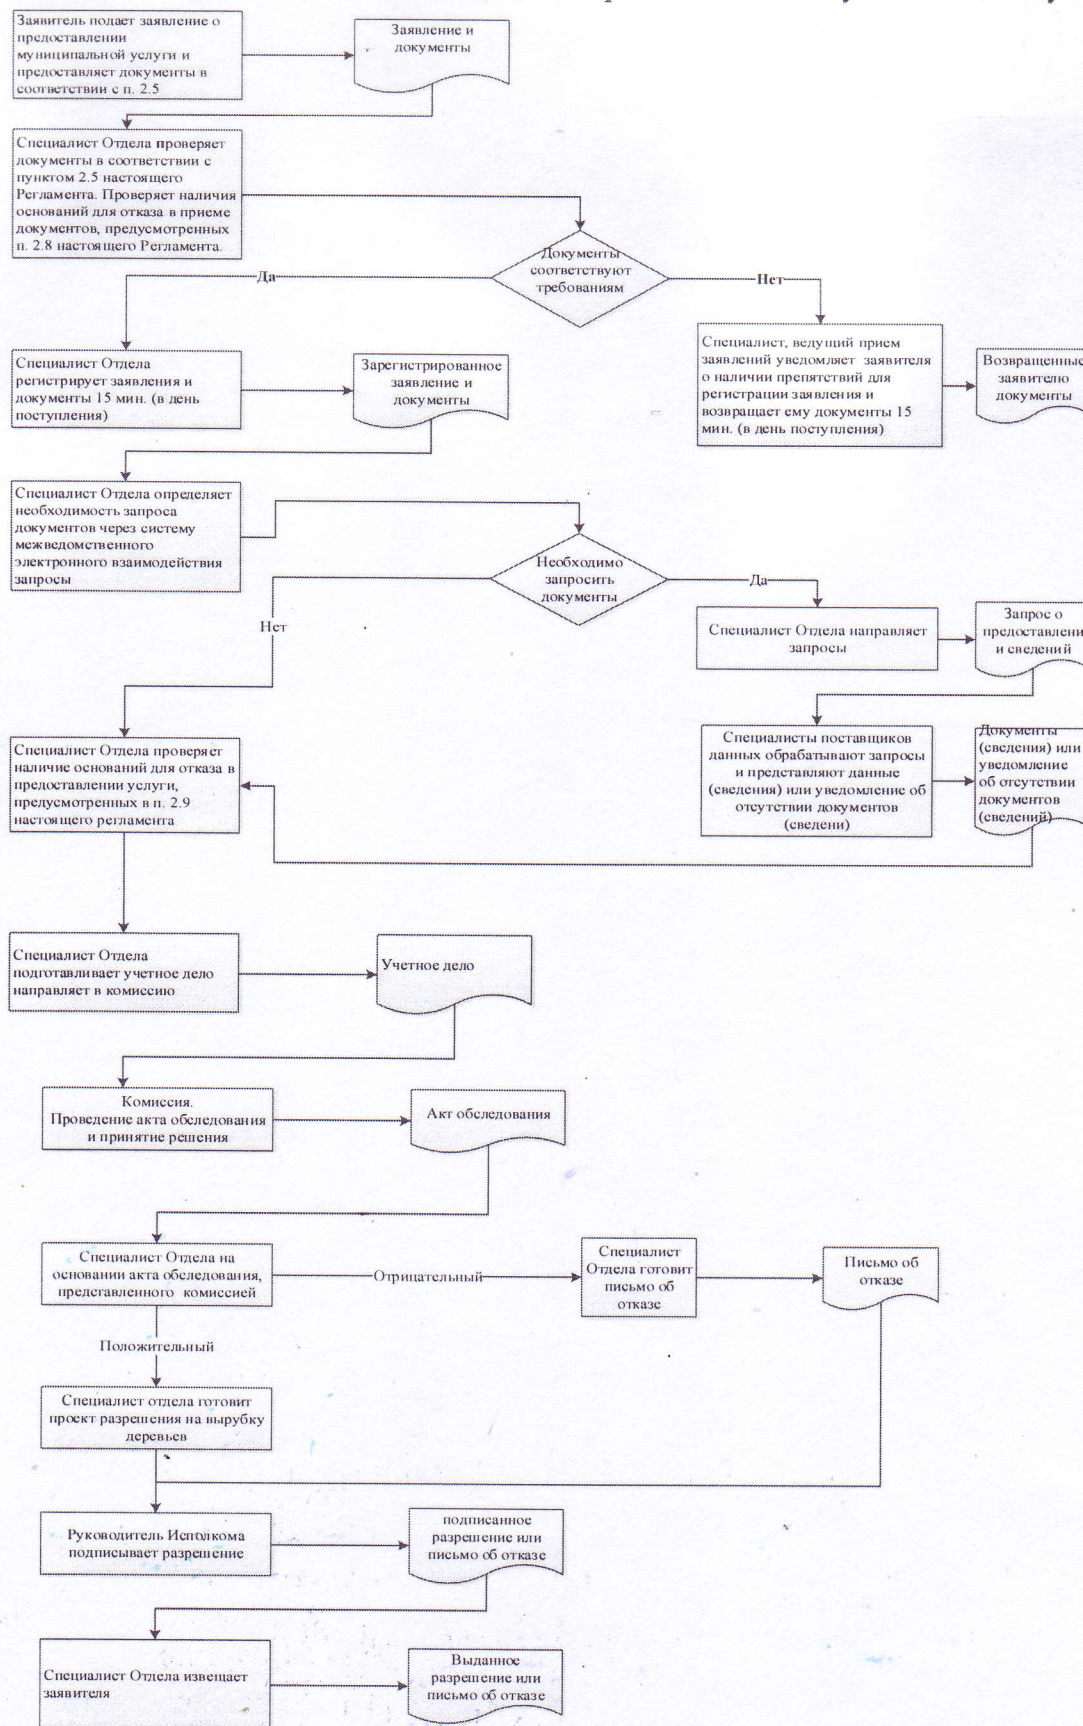 Заявитель подает заявление о
предоставлении
муниципальной услуги и
предоставляет документы в
соответствии с п. 2.5
Заявление и
документы
Специалист Отдела проверяет
документы в соответствии с
пунктом 2.5 настоящего
Регламента. Проверяет наличия
оснований для отказа в приеме
документов, предусмотренных
п. 2.8 настоящего Регламента.
Документы
соответствуют
требованиям
Да
Нет
Специалист Отдела
регистрирует заявления и
документы 15 мин. (в день
поступления)
Зарегистрированное
заявление и
документы
Специалист, ведущий прием
заявлений уведомляет заявителя
о наличии препятствий для
регистрации заявления и
возвращает ему документы 15
мин. (в день поступления)
Возвращенные
заявителю
документы
Специалист Отдела определяет
необходимость запроса
документов через систему
межведомственного
электронного взаимодействия
запросы
Необходимо
запросить
документы
Да
Нет
Специалист Отдела направляет
запросы
Запрос о
предоставлени
и сведений
Специалист Отдела проверяет
наличие оснований для отказа в
предоставлении услуги,
предусмотренных в п. 2.9
настоящего регламента
Специалисты поставщиков
данных обрабатывают запросы
и представляют данные
(сведения) или уведомление об
отсутствии документов
(сведени)
Документы
(сведения) или
уведомление
об отсутствии
документов
(сведений)
Специалист Отдела
подготавливает учетное дело
направляет в комиссию
Учетное дело
Комиссия.
Проведение акта обследования
и принятие решения
Акт обследования
Специалист Отдела на
основании акта обследования,
представленного комиссией
Отрицательный
Специалист
Отдела готовит
письмо об
отказе
Письмо об
отказе
Положительный
Специалист отдела готовит
проект разрешения на вырубку
деревьев
Руководитель Исполкома
подписывает разрешение
подписанное
разрешение или
письмо об отказе
Специалист Отдела извещает
заявителя
Выданное
разрешение или
письмо об отказе